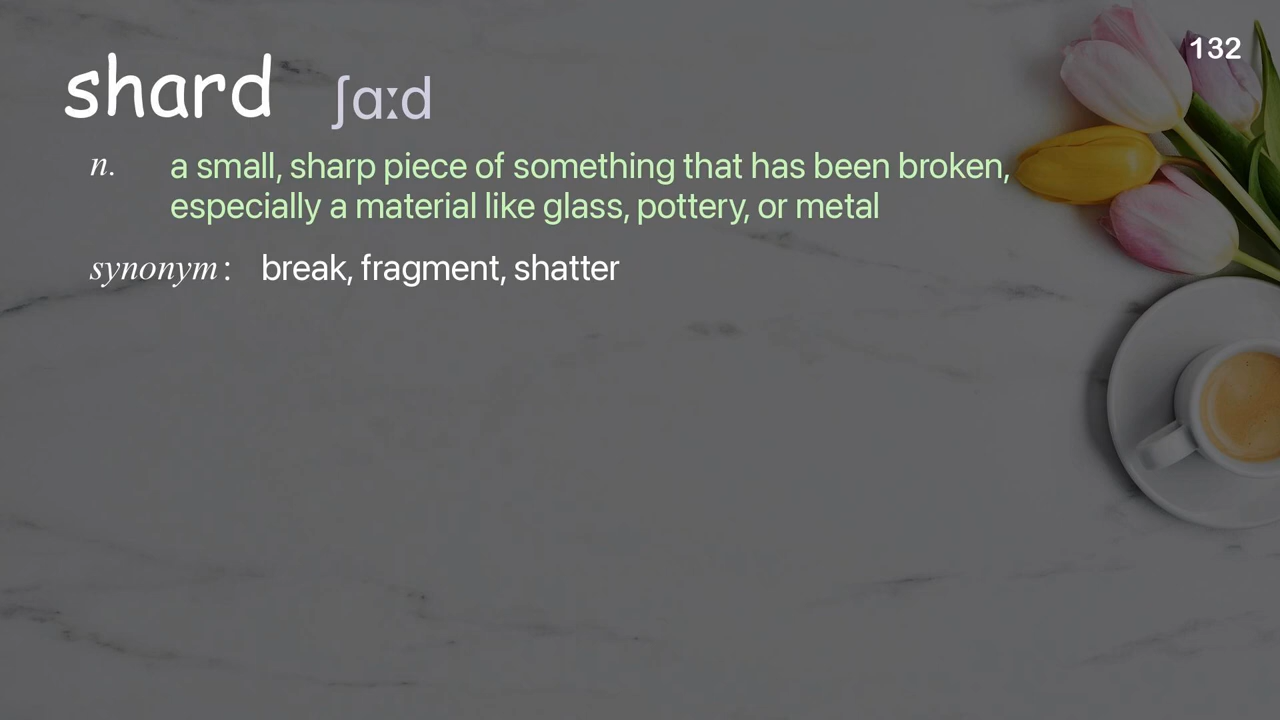 132
shard ʃɑːd
n. a small, sharp piece of something that has been broken,
especially a material like glass, pottery, or metal
synonym: break, fragment, shatter